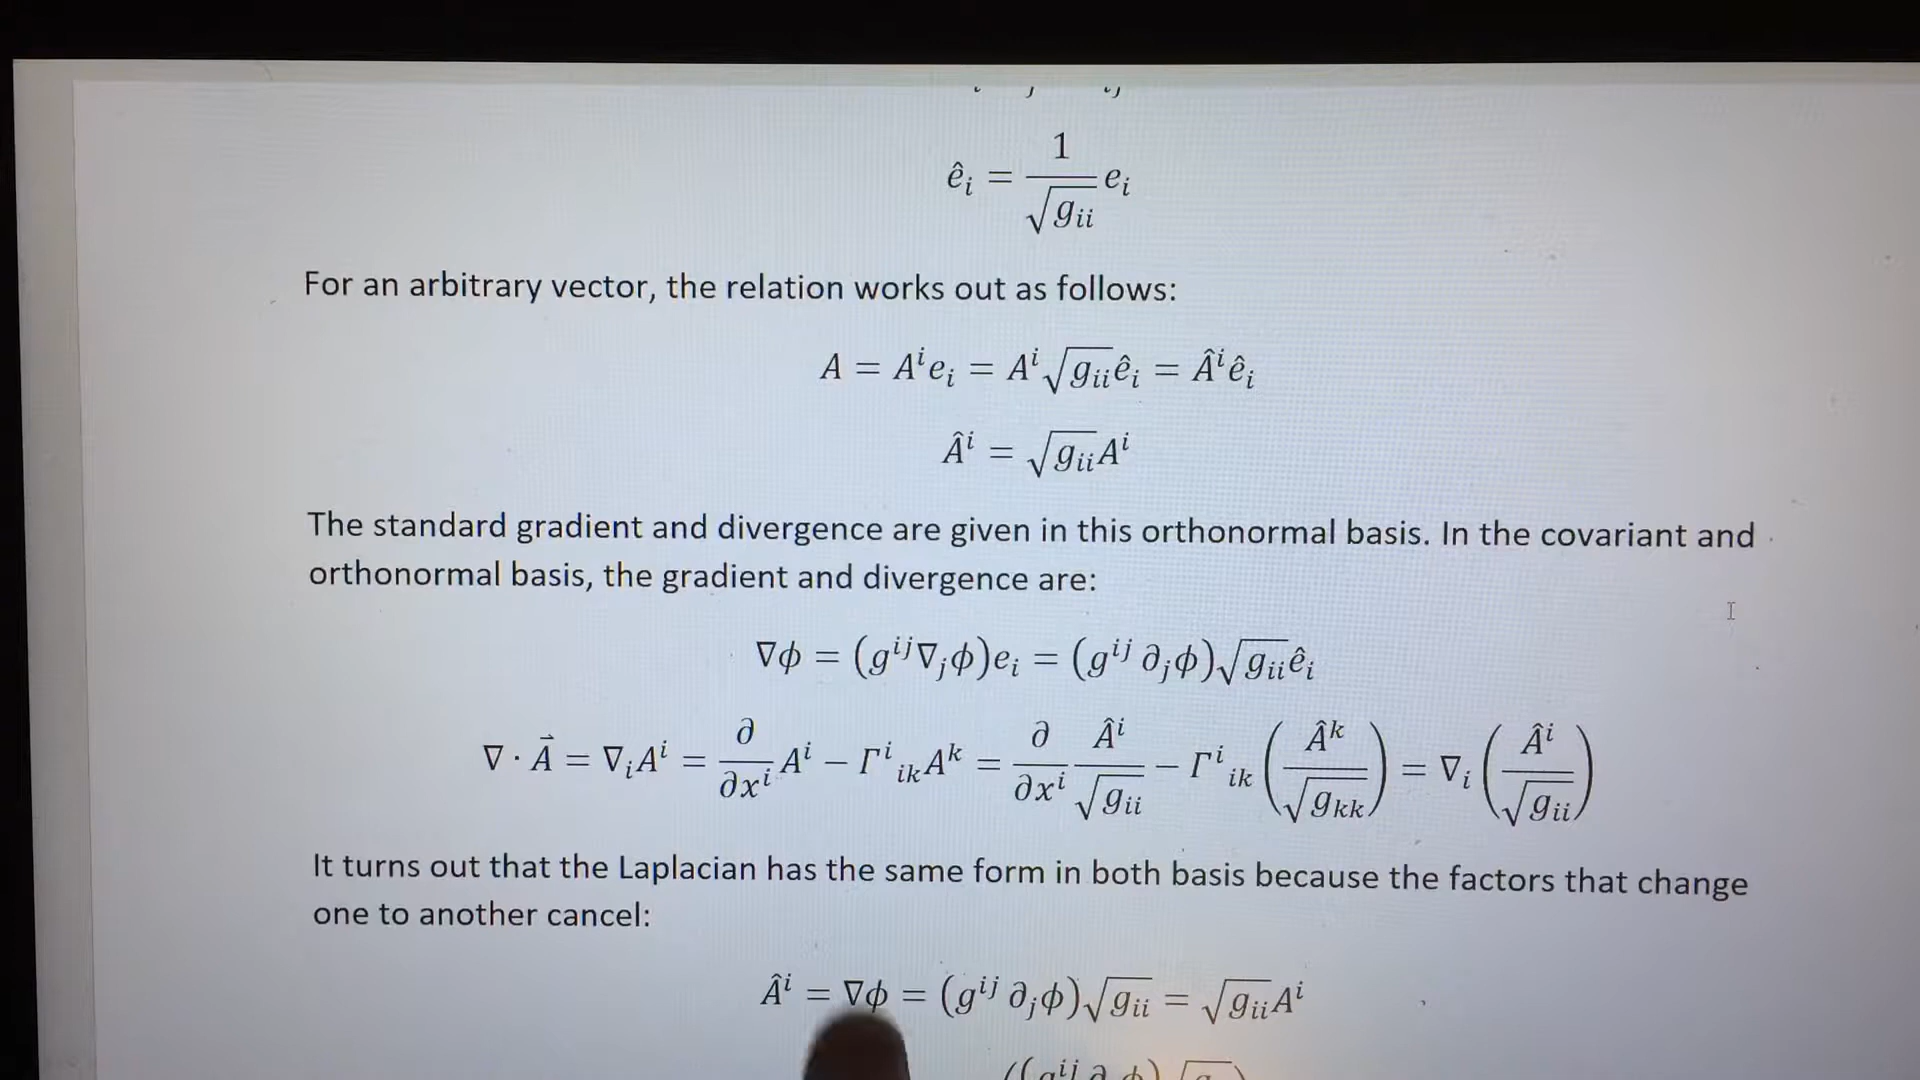 ê_i = 1/√g_ii e_i
For an arbitrary vector, the relation works out as follows:
A = A^i e_i = A^i √g_ii ê_i = Â^i ê_i
Â^i = √g_ii A^i
The standard gradient and divergence are given in this orthonormal basis. In the covariant and
orthonormal basis, the gradient and divergence are:
∇ϕ = (g^ij ∇_j ϕ)e_i = (g^ij ∂_j ϕ)√g_ii ê_i
∇ · A⃗ = ∇_i A^i = ∂/∂x^i A^i − Γ^i_ik A^k = ∂/∂x^i Â^i/√g_ii − Γ^i_ik (Â^k/√g_kk) = ∇_i (Â^i/√g_ii)
It turns out that the Laplacian has the same form in both basis because the factors that change
one to another cancel:
Â^i = ∇ϕ = (g^ij ∂_j ϕ)√g_ii = √g_ii A^i